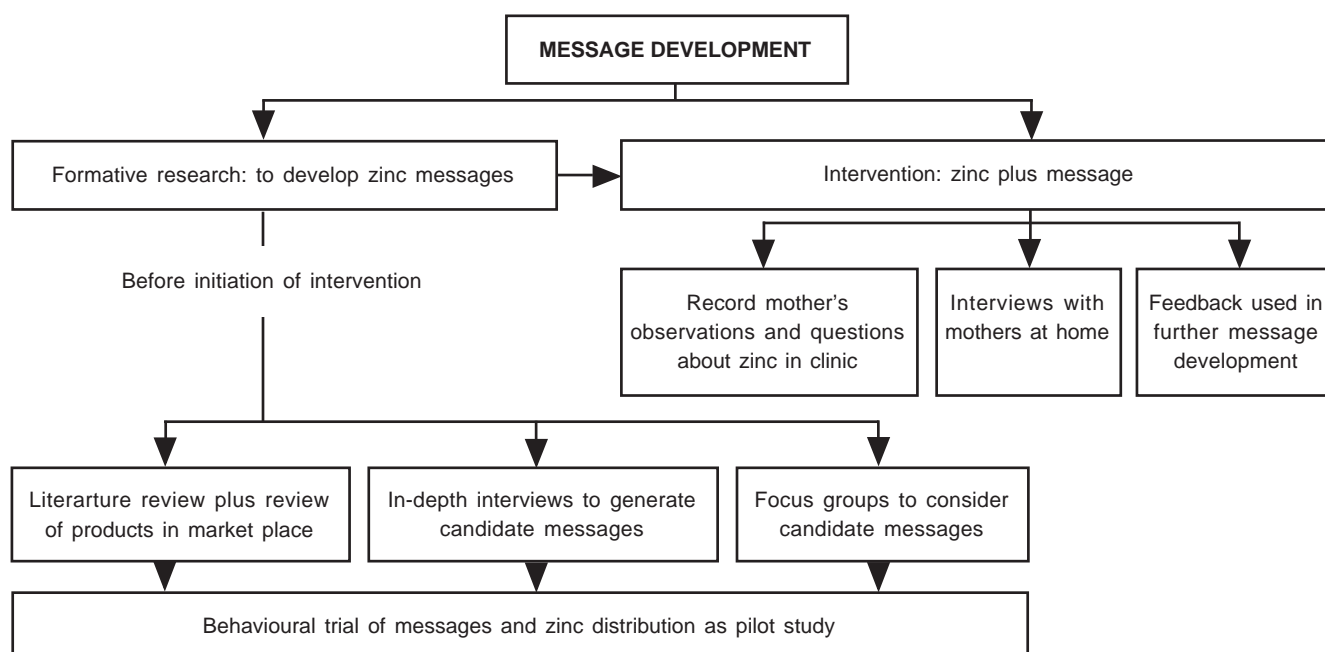 MESSAGE DEVELOPMENT
Formative research: to develop zinc messages
Intervention: zinc plus message
Before initiation of intervention
Record mother's
observations and questions
about zinc in clinic
Interviews with
mothers at home
Feedback used in
further message
development
Literarture review plus review
of products in market place
In-depth interviews to generate
candidate messages
Focus groups to consider
candidate messages
Behavioural trial of messages and zinc distribution as pilot study